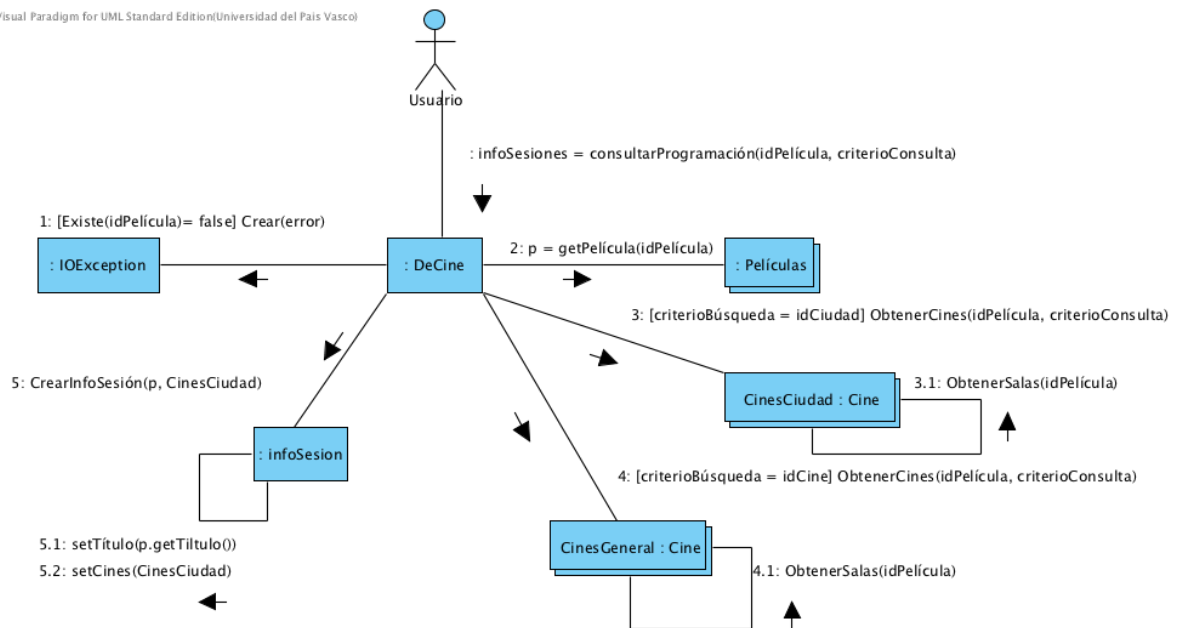 Visual Paradigm for UML Standard Edition(Universidad del Pais Vasco)
Usuario
: infoSesiones = consultarProgramación(idPelícula, criterioConsulta)
1: [Existe(idPelícula)= false] Crear(error)
: IOException
: DeCine
2: p = getPelícula(idPelícula)
: Películas
3: [criterioBúsqueda = idCiudad] ObtenerCines(idPelícula, criterioConsulta)
5: CrearInfoSesión(p, CinesCiudad)
3.1: ObtenerSalas(idPelícula)
CinesCiudad : Cine
: infoSesion
4: [criterioBúsqueda = idCine] ObtenerCines(idPelícula, criterioConsulta)
5.1: setTítulo(p.getTiltulo())
5.2: setCines(CinesCiudad)
CinesGeneral : Cine
4.1: ObtenerSalas(idPelícula)